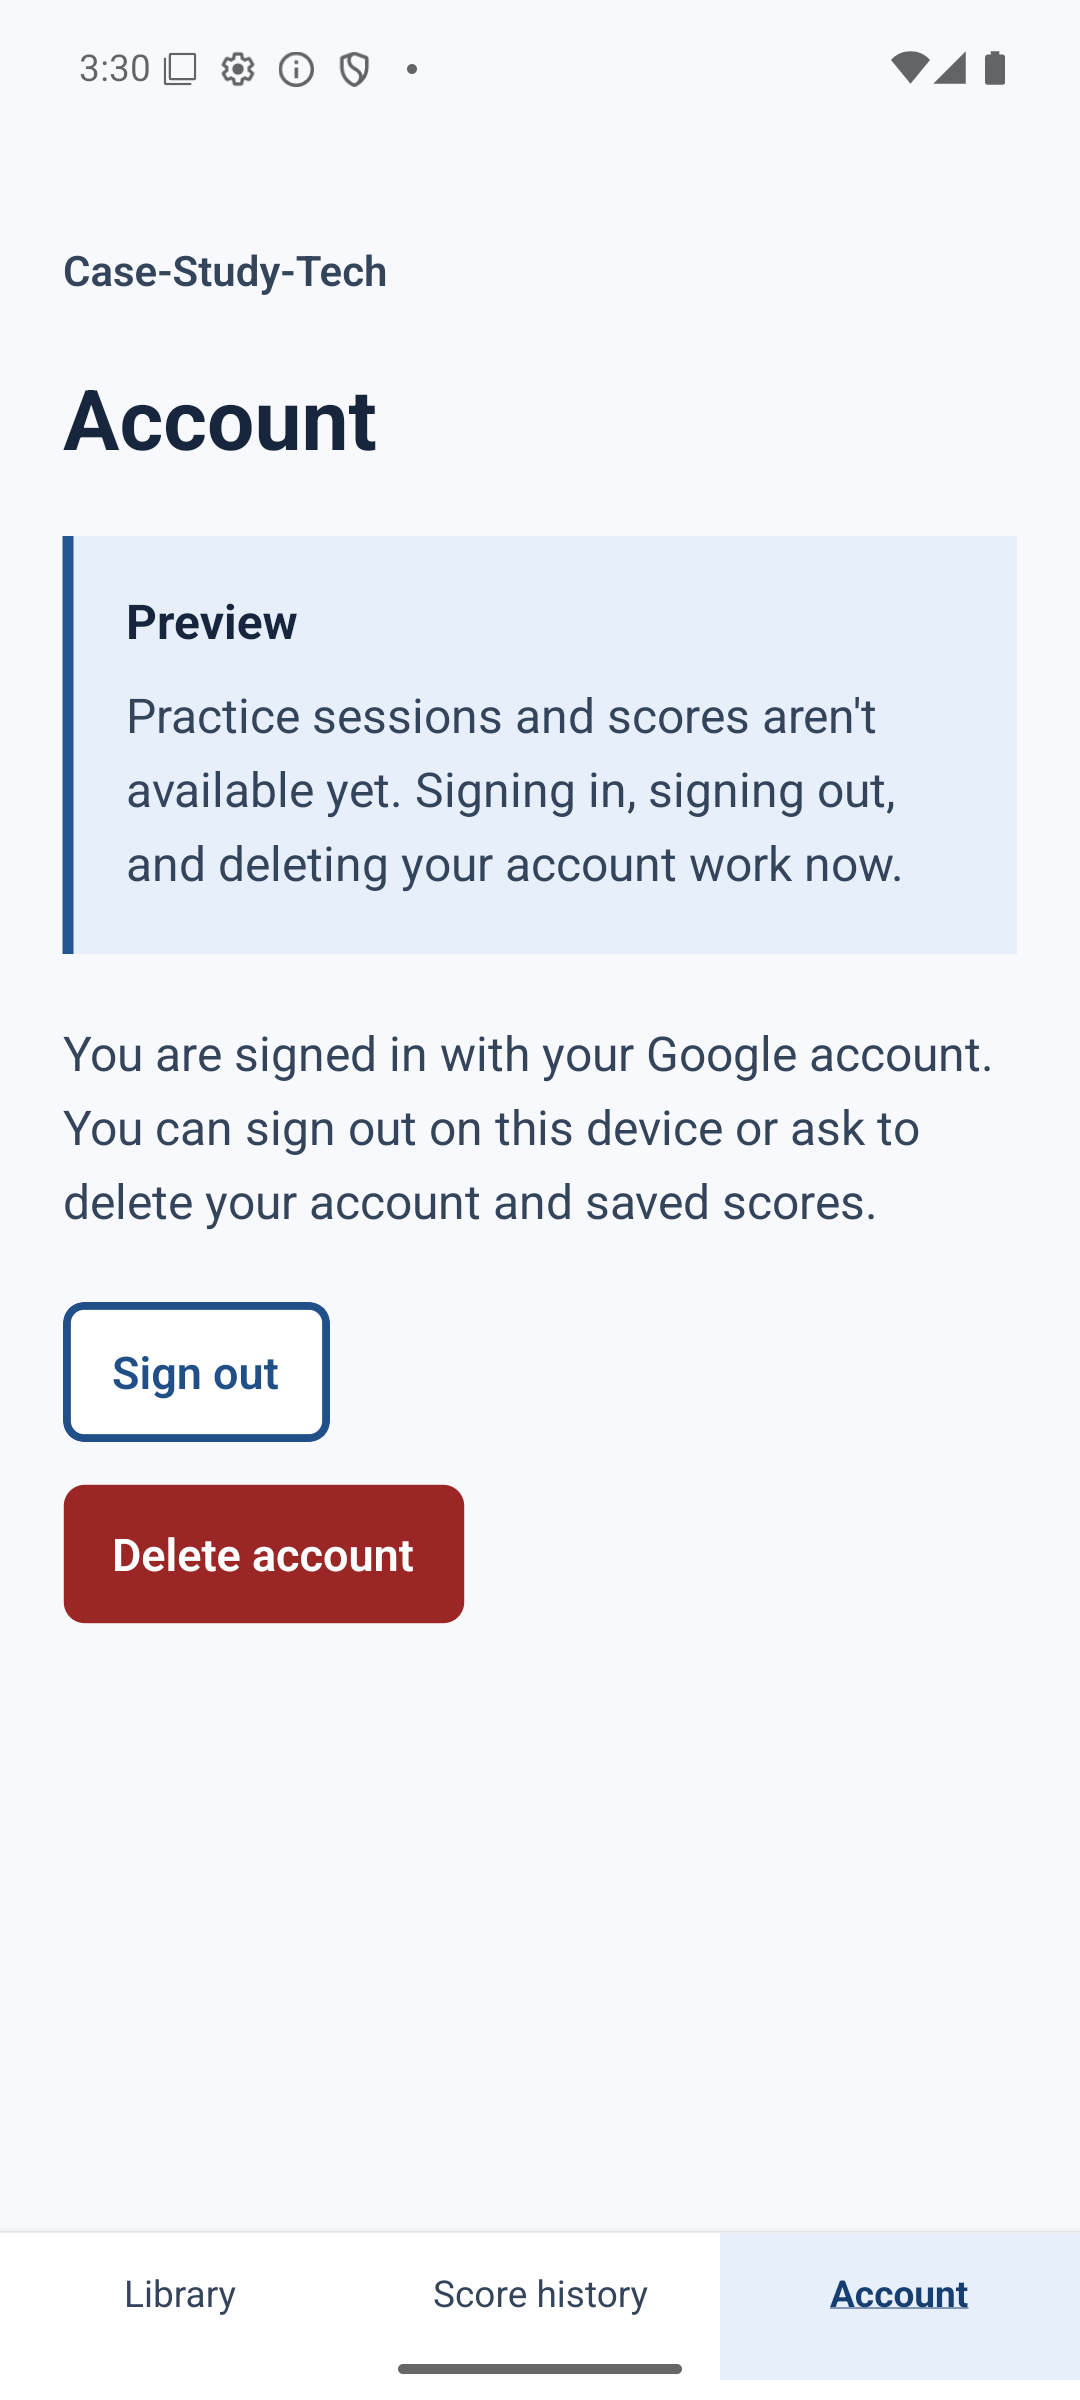 3:30
Case-Study-Tech
Account
Preview
Practice sessions and scores aren't
available yet. Signing in, signing out,
and deleting your account work now.
You are signed in with your Google account.
You can sign out on this device or ask to
delete your account and saved scores.
Sign out
Delete account
Library
Score history
Account